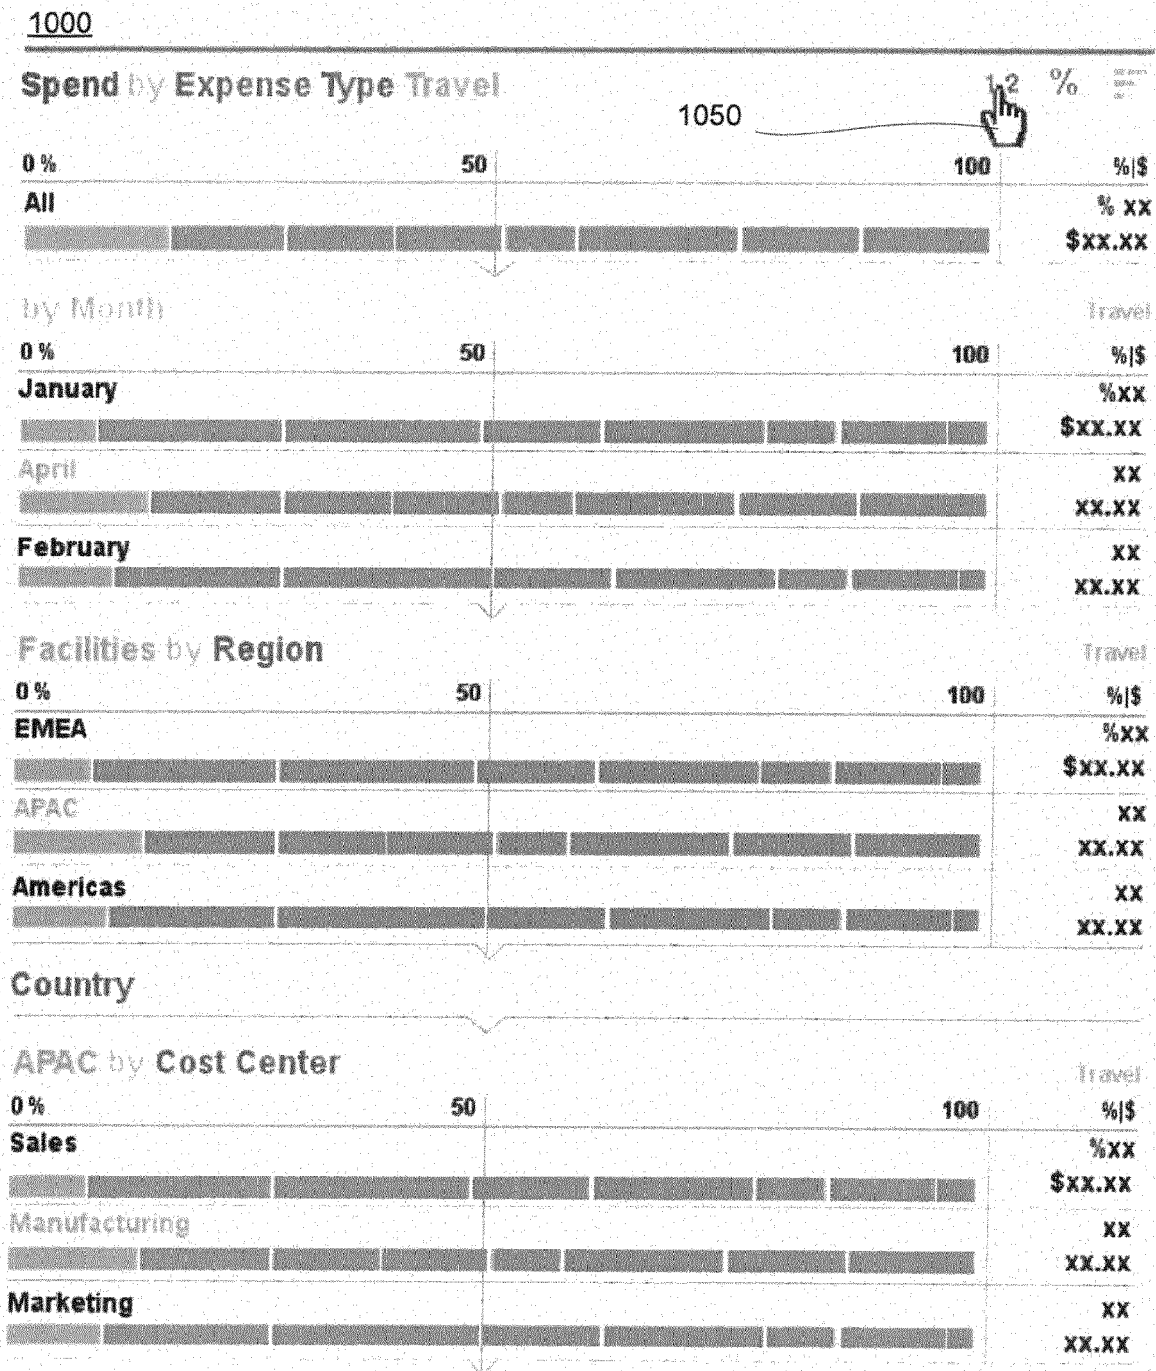 1000
Spend by Expense Type Travel 1.2 %
1050
0 % 50 100 %|$
All % xx
$xx.xx
by Month Travel
0 % 50 100 %|$
January %xx
$xx.xx
April xx
xx.xx
February xx
xx.xx
Facilities by Region Travel
0 % 50 100 %|$
EMEA %xx
$xx.xx
APAC xx
xx.xx
Americas xx
xx.xx
Country
APAC by Cost Center Travel
0 % 50 100 %|$
Sales %xx
$xx.xx
Manufacturing xx
xx.xx
Marketing xx
xx.xx